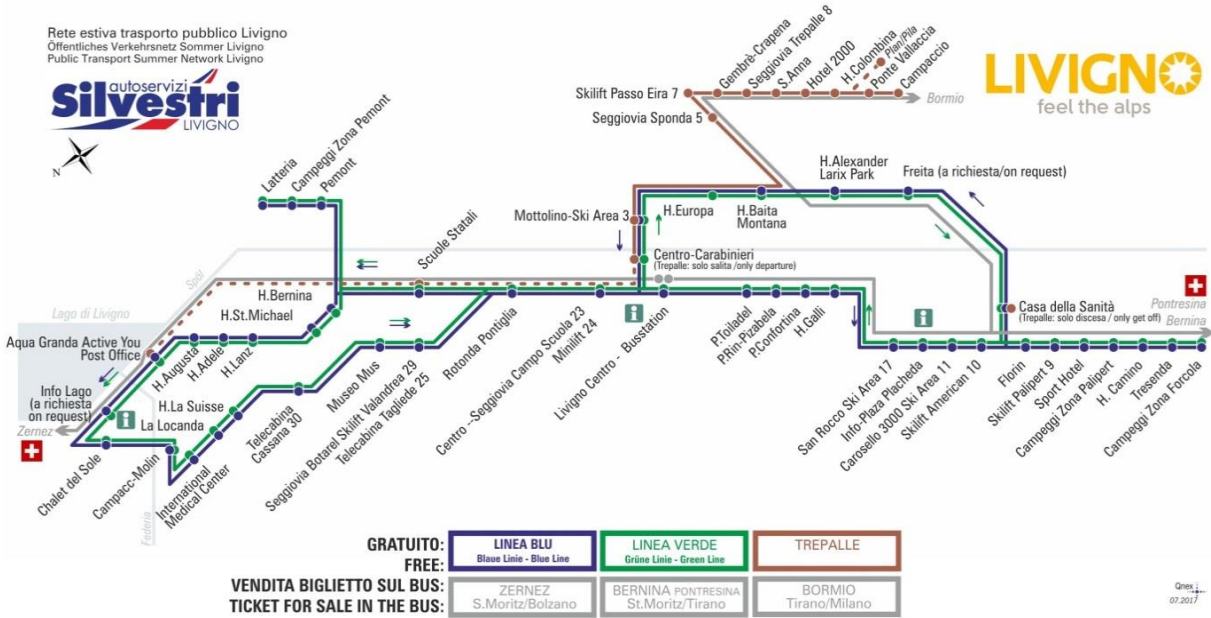 Rete estiva trasporto pubblico Livigno
Öffentliches Verkehrsnetz Sommer Livigno
Public Transport Summer Network Livigno
autoservizi
Silvestri
LIVIGNO
N
LIVIGNO
feel the alps
Skilift Passo Eira 7
Seggiovia Sponda 5
Gembrè-Crapena
Seggiovia Trepalle 8
S.Anna
Hotel 2000
H.Colombina
Plan/Pila
Ponte Vallaccia
Campaccio
Bormio
Latteria
Campeggi Zona Pemont
Pemont
Scuole Statali
Mottolino-Ski Area 3
H.Europa
H.Baita
Montana
H.Alexander
Larix Park
Freita (a richiesta/on request)
Centro-Carabinieri
(Trepalle: solo salita /only departure)
Casa della Sanità
(Trepalle: solo discesa / only get off)
Pontresina
Bernina
Spöl
Lago di Livigno
H.Bernina
H.St.Michael
Aqua Granda Active You
Post Office
H.Augusta
H.Adele
H.Lanz
Info Lago
(a richiesta
on request)
i
Zernez
H.La Suisse
La Locanda
Chalet del Sole
Campacc-Molin
Federia
International
Medical Center
Telecabina
Cassana 30
Museo Mus
Seggiovia Botarel Skilift Valandrea 29
Telecabina Tagliede 25
Rotonda Pontiglia
Centro --Seggiovia Campo Scuola 23
Minilift 24
i
Livigno Centro - Busstation
P.Toiladel
P.Rin-Pzabela
P.Confortina
H.Galli
i
San Rocco Ski Area 17
Info-Plaza Placheda
Carosello 3000 Ski Area 11
Skilift American 10
Florin
Skilift Palipert 9
Sport Hotel
Campeggi Zona Palipert
H. Camino
Tresenda
Campeggi Zona Forcola
GRATUITO:
FREE:
LINEA BLU
Blaue Linie - Blue Line
LINEA VERDE
Grüne Linie - Green Line
TREPALLE
VENDITA BIGLIETTO SUL BUS:
TICKET FOR SALE IN THE BUS:
ZERNEZ
S.Moritz/Bolzano
BERNINA PONTRESINA
St.Moritz/Tirano
BORMIO
Tirano/Milano
Qnex
07.2017